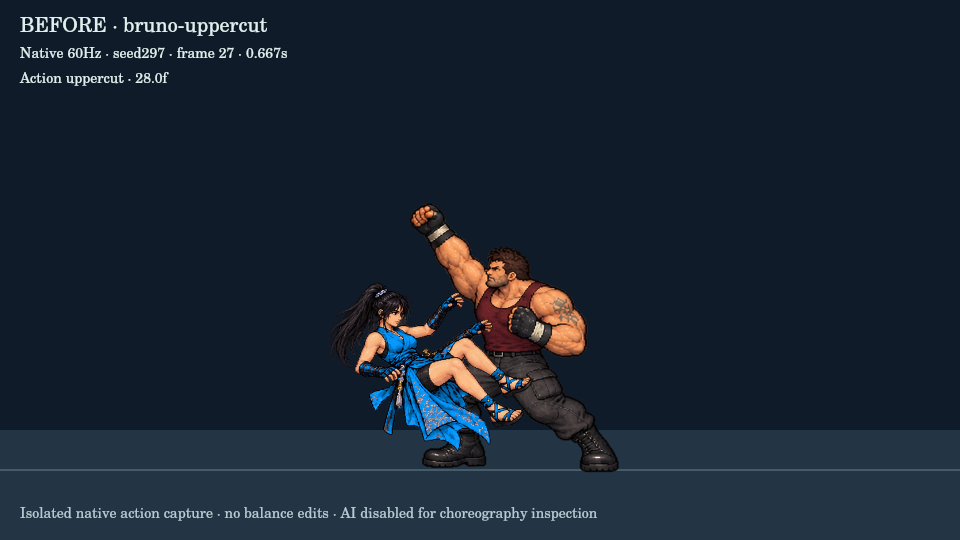 BEFORE · bruno-uppercut
Native 60Hz · seed297 · frame 27 · 0.667s
Action uppercut · 28.0f
Isolated native action capture · no balance edits · AI disabled for choreography inspection